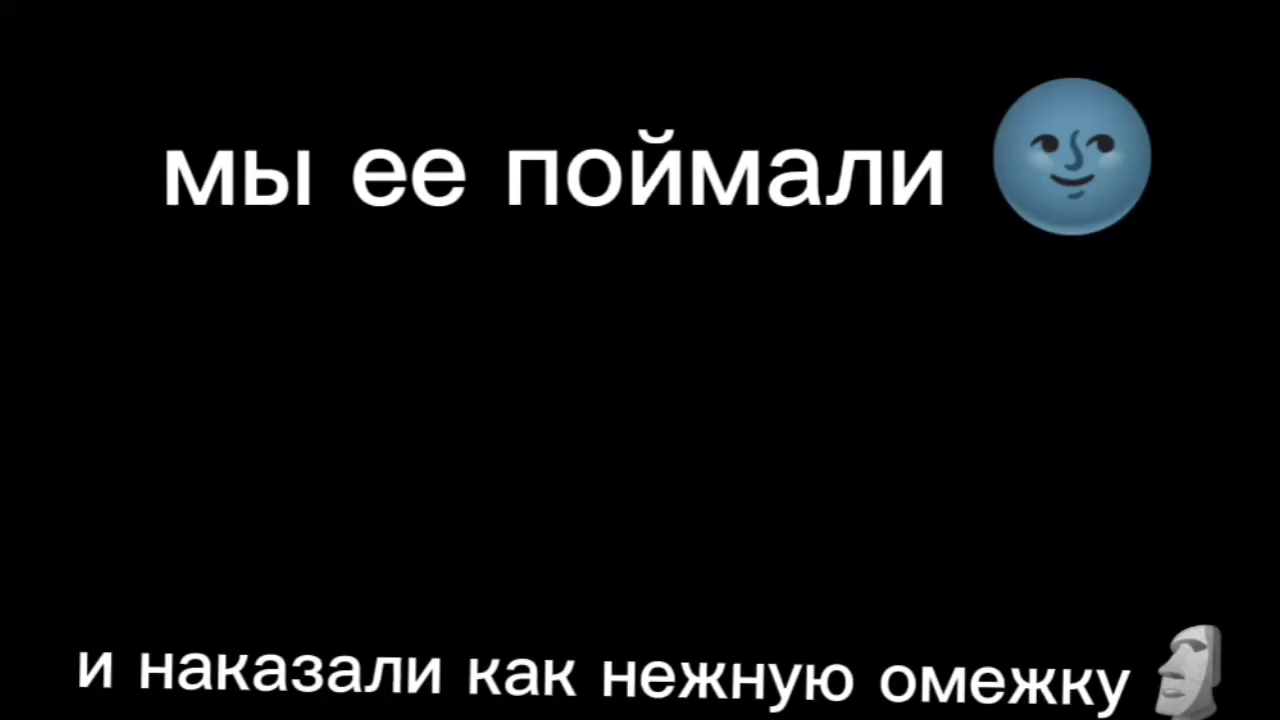 мы ее поймали 🌚
и наказали как нежную омежку 🗿